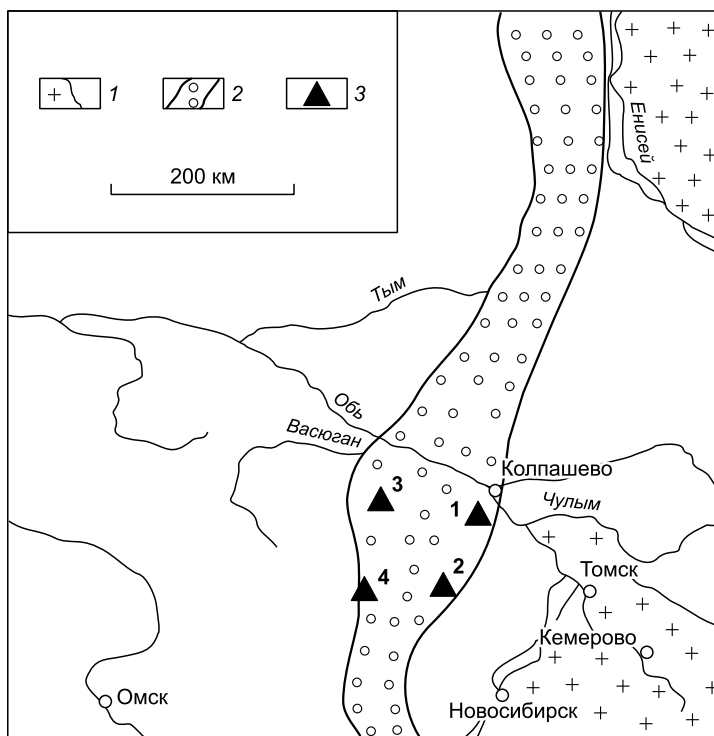 1
2
3
200 км
Енисей
Тым
Обь
Васюган
Колпашево
3
1
Чулым
4
2
Томск
Кемерово
Омск
Новосибирск